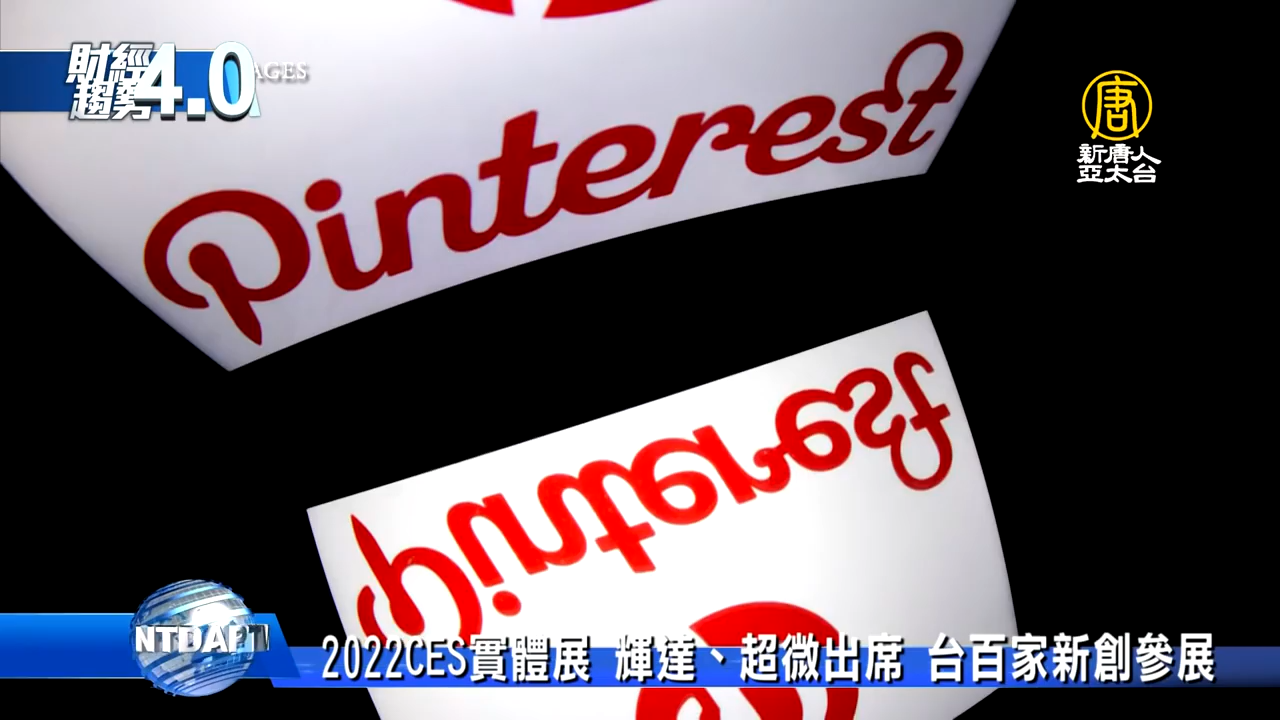 財經
趨勢4.0
AGES
Pinterest
唐
新唐人
亞太台
Pinterest
NTDAPTV
2022CES實體展 輝達、超微出席 台百家新創參展